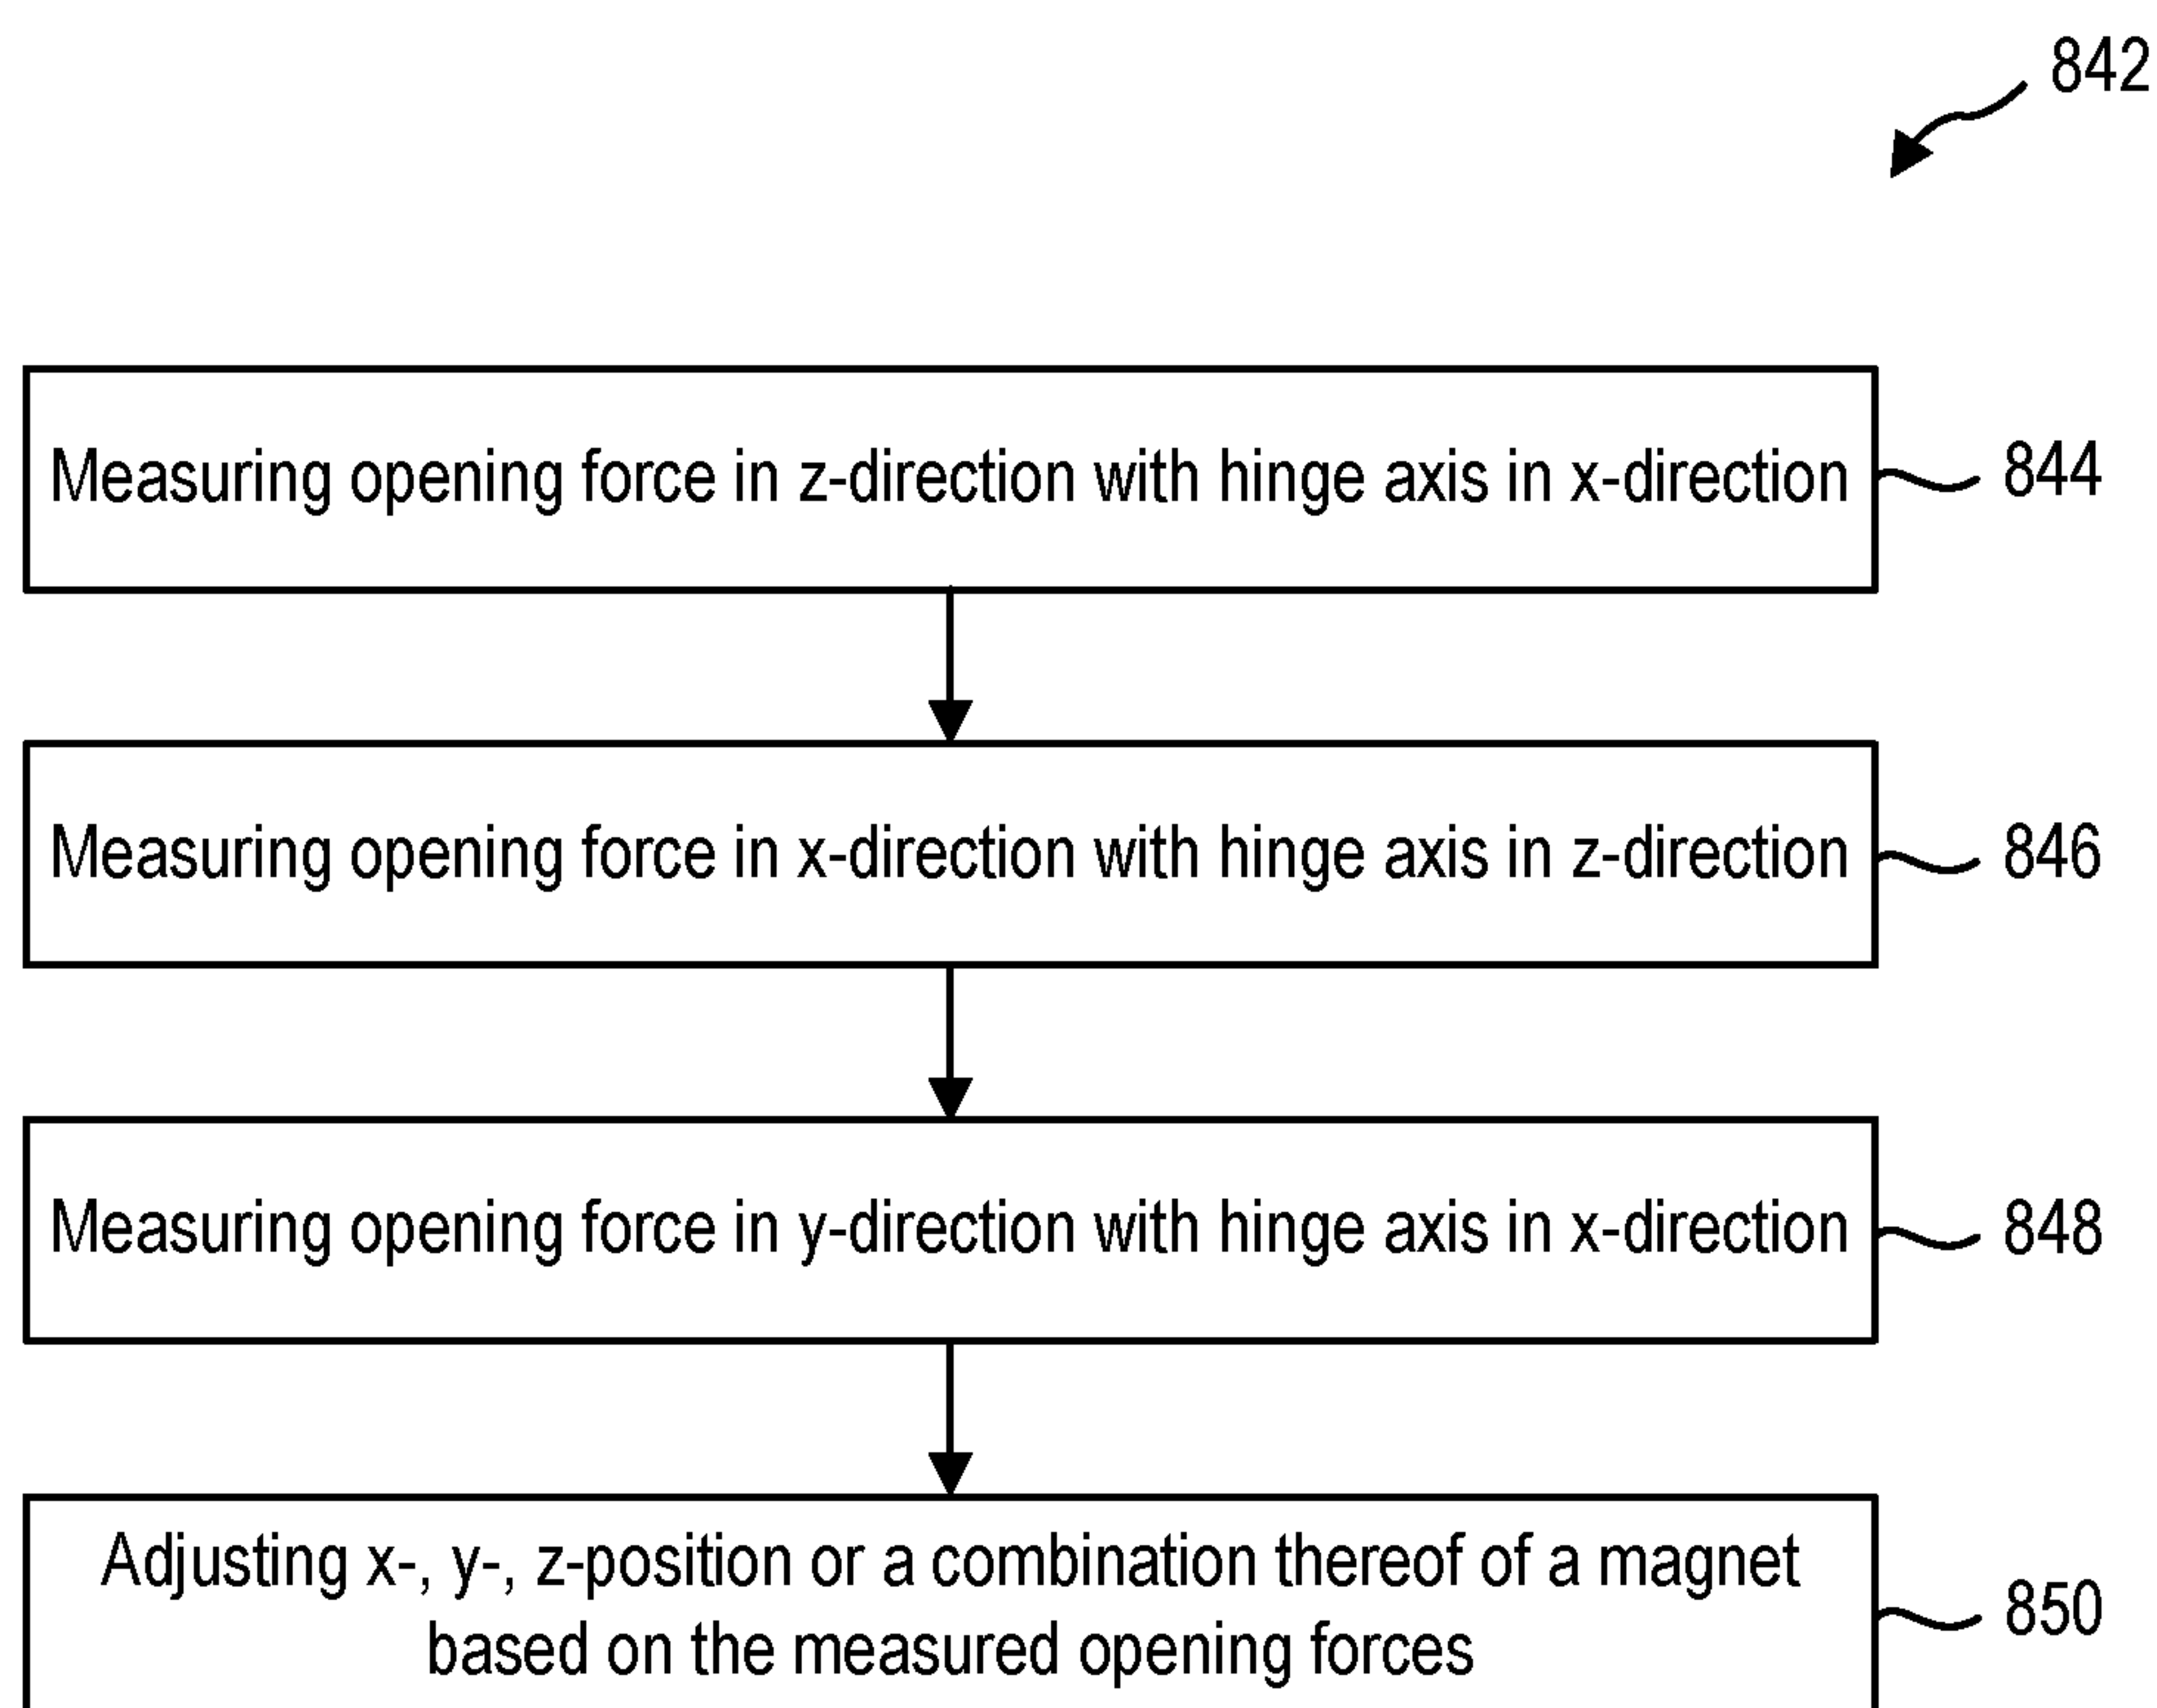 842
Measuring opening force in z-direction with hinge axis in x-direction
844
Measuring opening force in x-direction with hinge axis in z-direction
846
Measuring opening force in y-direction with hinge axis in x-direction
848
Adjusting x-, y-, z-position or a combination thereof of a magnet
based on the measured opening forces
850